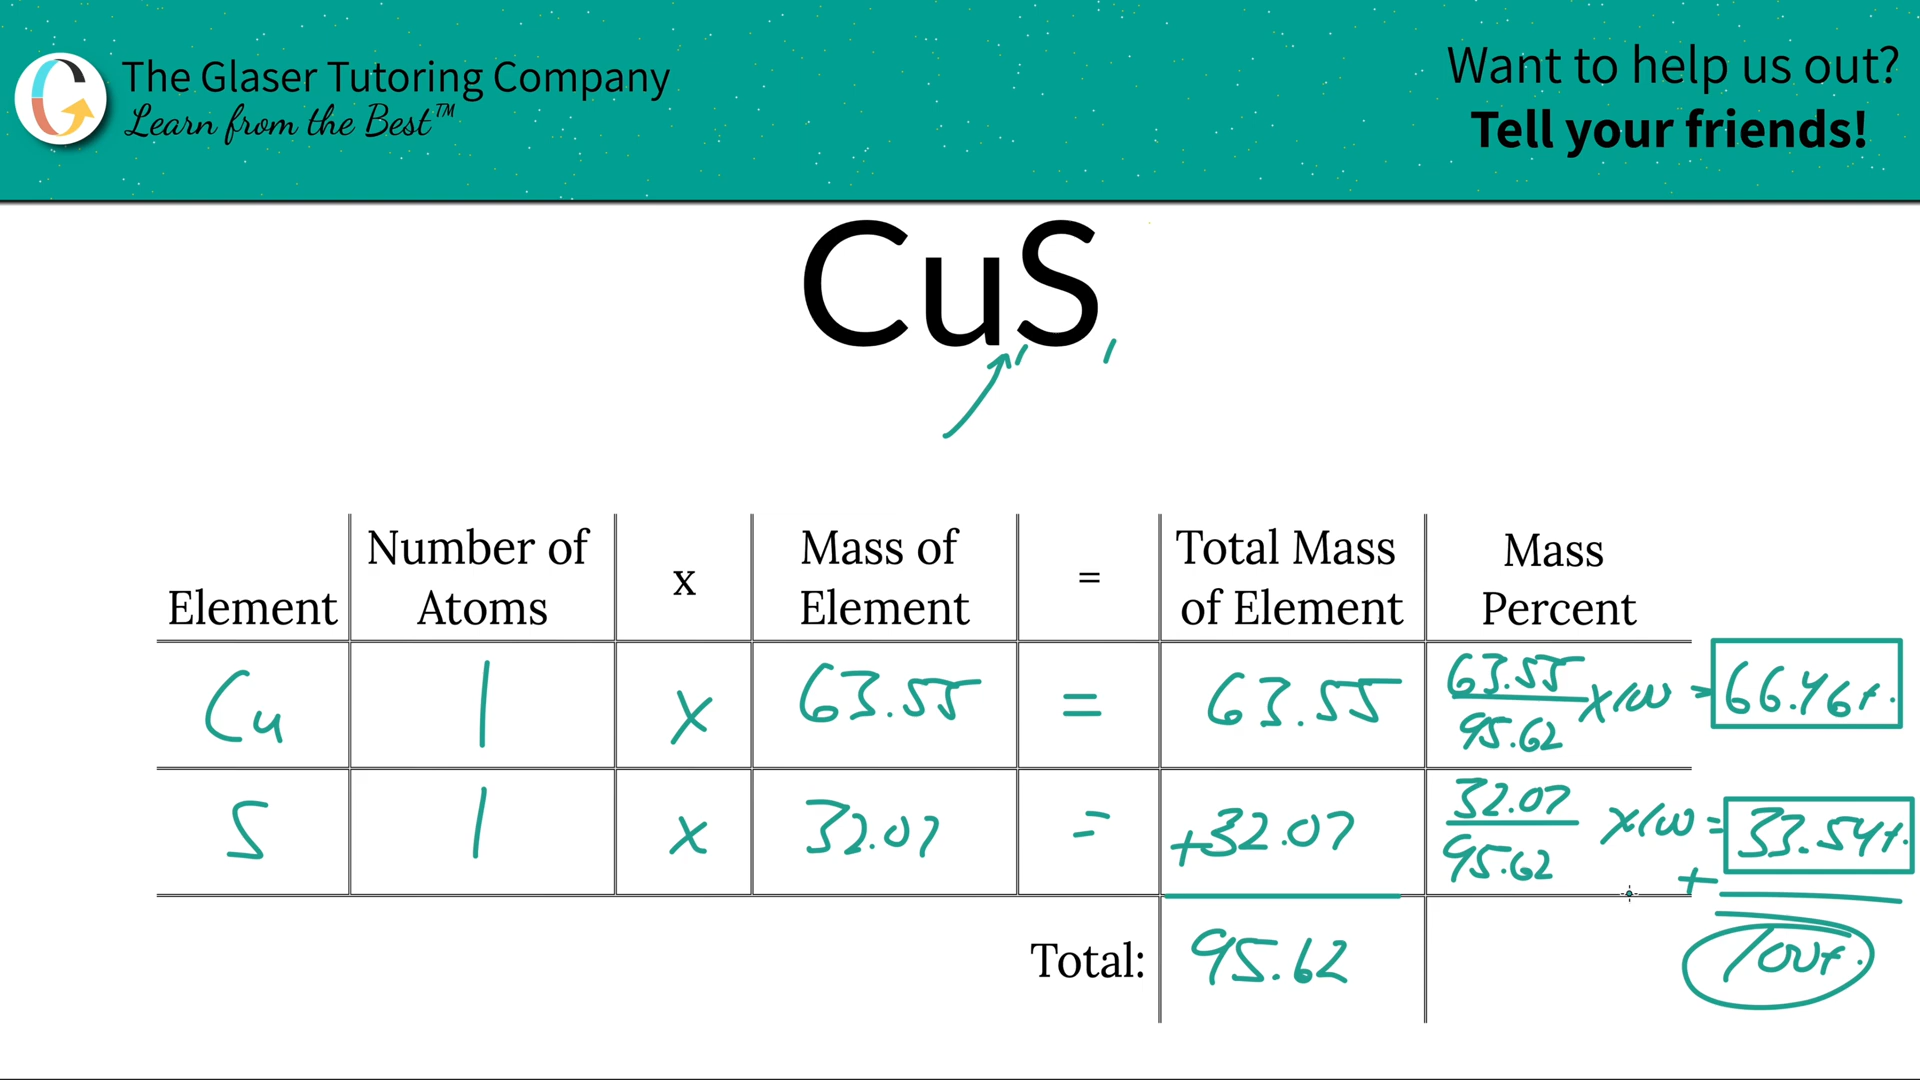 The Glaser Tutoring Company
Learn from the Best™
Want to help us out?
Tell your friends!
CuS
1 1
Element Number of Atoms x Mass of Element = Total Mass of Element Mass Percent
Cu 1 x 63.55 = 63.55 63.55/95.62 x100 = 66.46%
S 1 x 32.07 = +32.07 32.07/95.62 x100 = 33.54%
+
Total: 95.62 100%